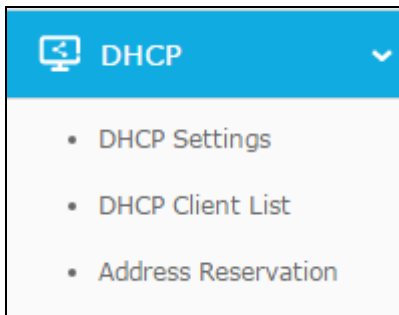 DHCP
DHCP Settings
DHCP Client List
Address Reservation